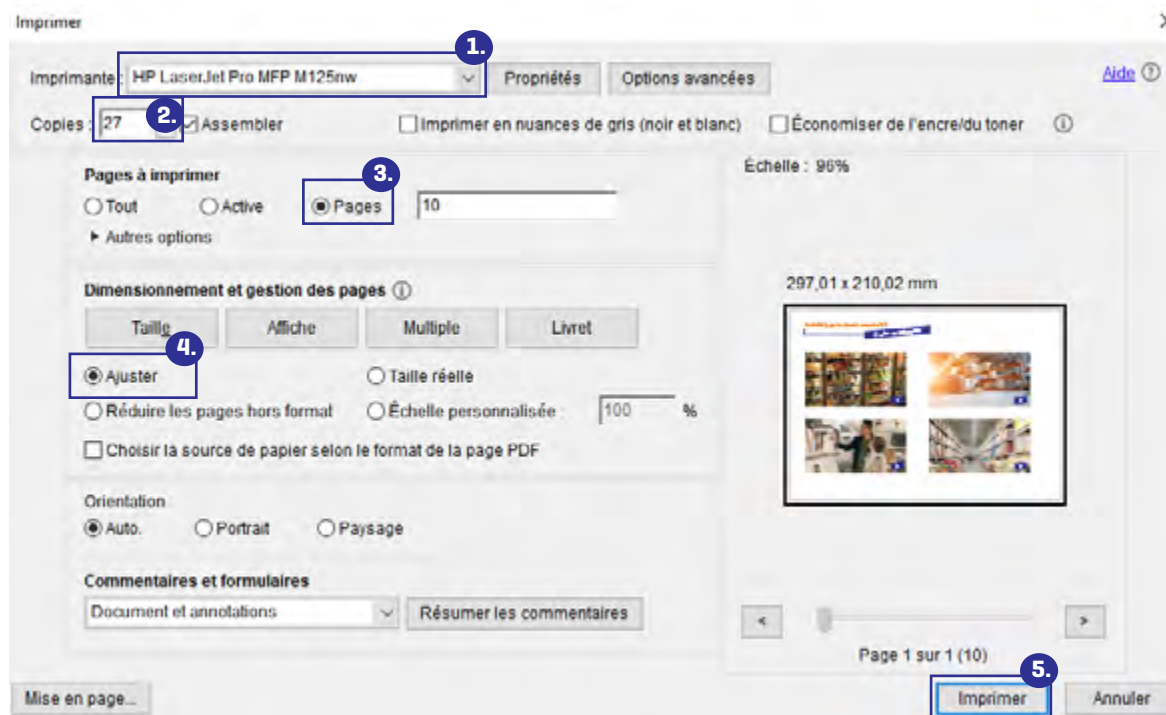 Imprimer
1.
Imprimante : HP LaserJet Pro MFP M125nw Propriétés Options avancées Aide
2.
Copies : 27 Assembler Imprimer en nuances de gris (noir et blanc) Économiser de l'encre/du toner
Échelle : 96%
Pages à imprimer
3.
Tout Active Pages 10
Autres options
297,01 x 210,02 mm
Dimensionnement et gestion des pages
Taille Affiche Multiple Livret
4.
Ajuster Taille réelle
Réduire les pages hors format Échelle personnalisée : 100 %
Choisir la source de papier selon le format de la page PDF
Orientation
Auto. Portrait Paysage
Commentaires et formulaires
Document et annotations Résumer les commentaires
< >
Page 1 sur 1 (10)
5.
Mise en page... Imprimer Annuler